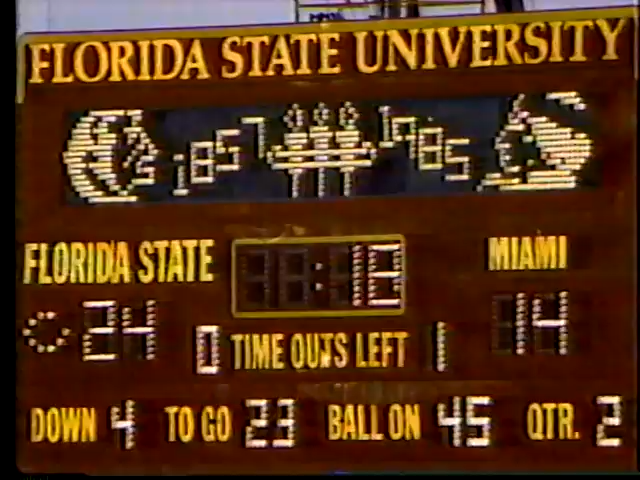 FLORIDA STATE UNIVERSITY
1857 1985
FLORIDA STATE :18 MIAMI
24 14
0 TIME OUTS LEFT 1
DOWN 4 TO GO 23 BALL ON 45 QTR. 2